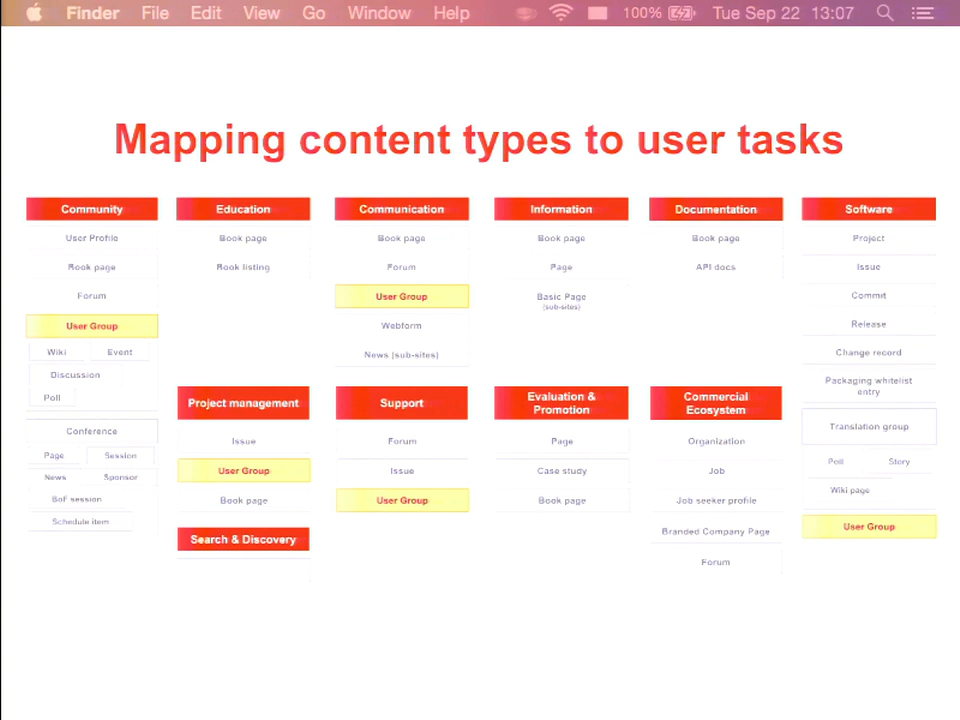 Finder File Edit View Go Window Help 100% Tue Sep 22 13:07
Mapping content types to user tasks
Community
User Profile
Book page
Forum
User Group
Wiki Event
Discussion
Poll
Conference
Page Session
News Sponsor
BoF session
Schedule item
Education
Book page
Book listing
Project management
Issue
User Group
Book page
Search & Discovery
Communication
Book page
Forum
User Group
Webform
News (sub-sites)
Support
Forum
Issue
User Group
Information
Book page
Page
Basic Page
(sub-sites)
Evaluation &
Promotion
Page
Case study
Book page
Documentation
Book page
API docs
Commercial
Ecosystem
Organization
Job
Job seeker profile
Branded Company Page
Forum
Software
Project
Issue
Commit
Release
Change record
Packaging whitelist
entry
Translation group
Poll Story
Wiki page
User Group